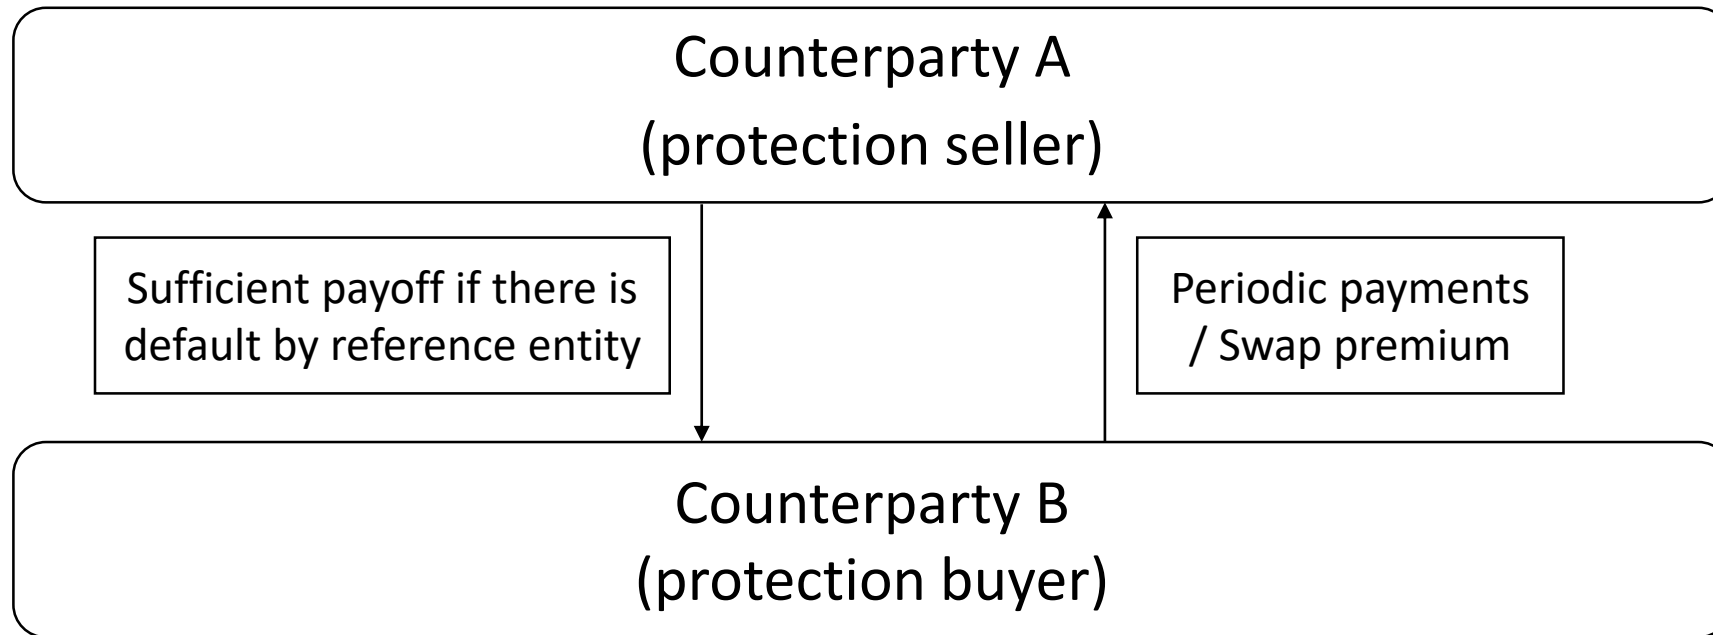 Counterparty A
(protection seller)
Sufficient payoff if there is
default by reference entity
Periodic payments
/ Swap premium
Counterparty B
(protection buyer)